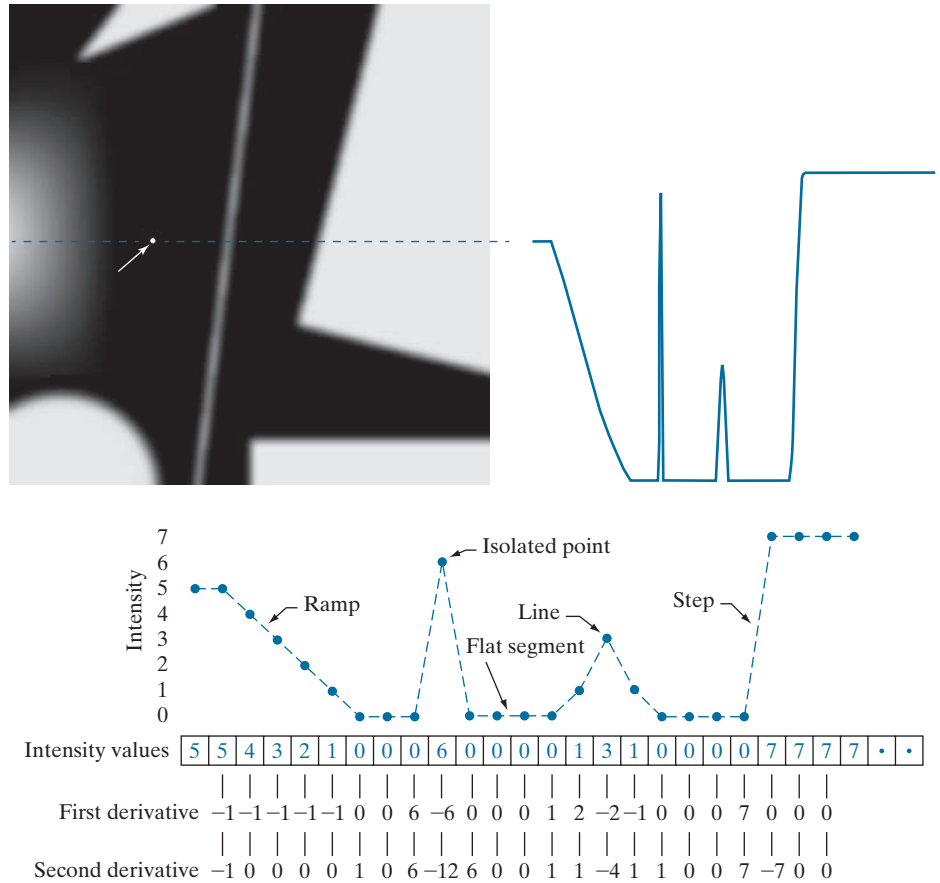 7
6
5
4
3
2
1
0
Intensity
Isolated point
Ramp
Line
Flat segment
Step
Intensity values 5 5 4 3 2 1 0 0 0 6 0 0 0 0 1 3 1 0 0 0 0 7 7 7 7 • •
First derivative −1 −1 −1 −1 −1 0 0 6 −6 0 0 0 1 2 −2 −1 0 0 0 7 0 0 0
Second derivative −1 0 0 0 0 1 0 6 −12 6 0 0 1 1 −4 1 1 0 0 7 −7 0 0